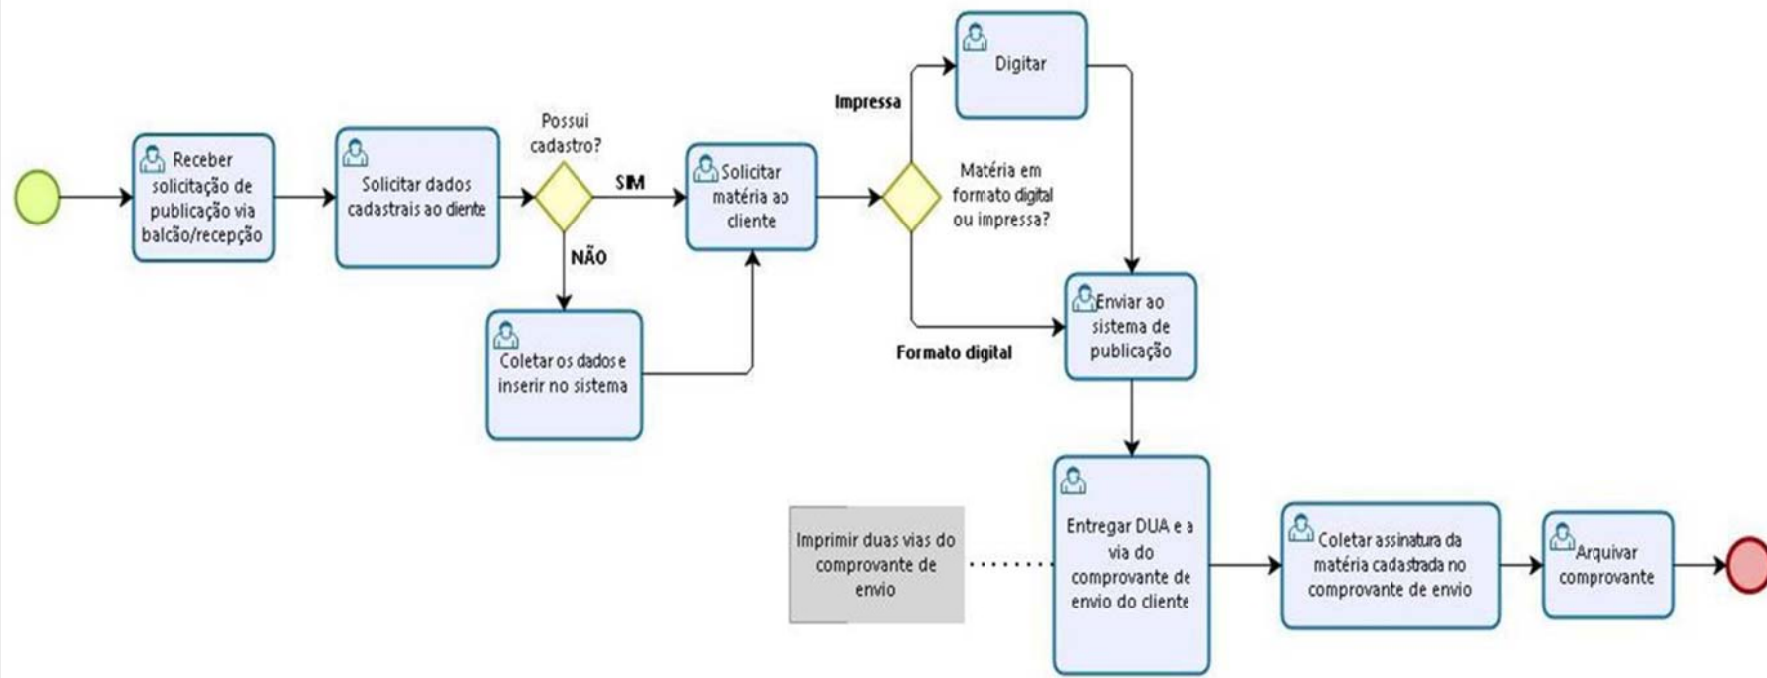 Receber
solicitação de
publicação via
balcão/recepção
Solicitar dados
cadastrais ao cliente
Possui
cadastro?
SIM
NÃO
Coletar os dados e
inserir no sistema
Solicitar
matéria ao
cliente
Impressa
Matéria em
formato digital
ou impressa?
Formato digital
Digitar
Enviar ao
sistema de
publicação
Imprimir duas vias do
comprovante de
envio
Entregar DUA e a
via do
comprovante de
envio do cliente
Coletar assinatura da
matéria cadastrada no
comprovante de envio
Arquivar
comprovante